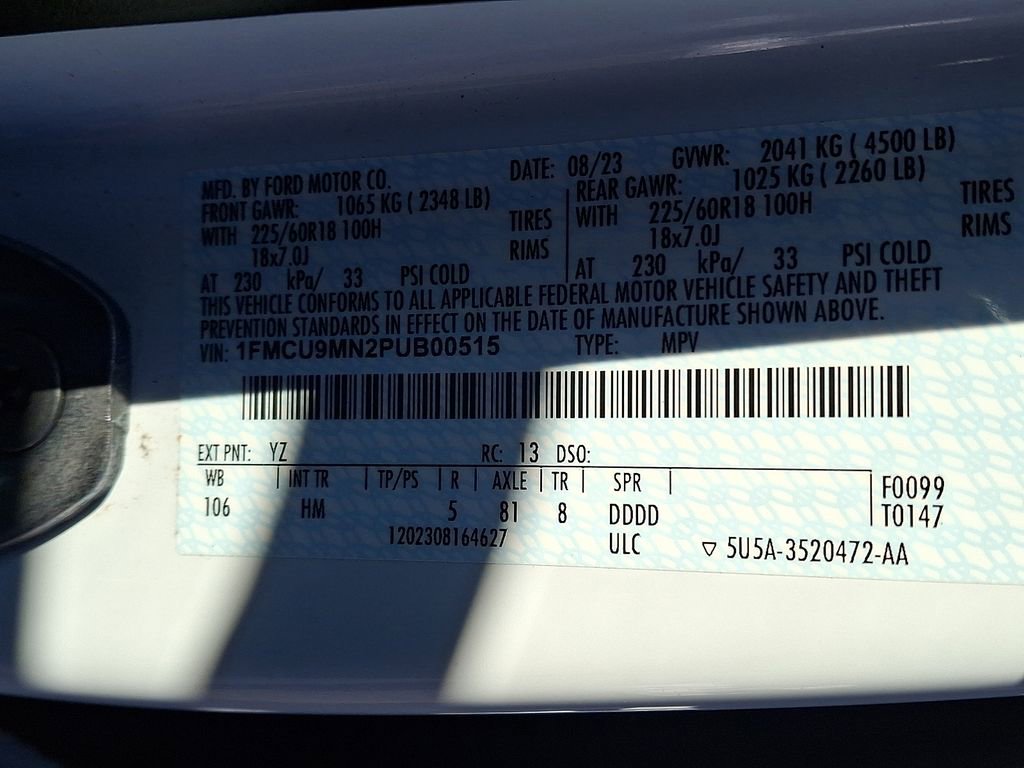 MFD. BY FORD MOTOR CO. DATE: 08/23 GVWR: 2041 KG ( 4500 LB)
FRONT GAWR: 1065 KG ( 2348 LB) REAR GAWR: 1025 KG ( 2260 LB)
WITH 225/60R18 100H TIRES WITH 225/60R18 100H TIRES
18x7.0J RIMS 18x7.0J RIMS
AT 230 kPa/ 33 PSI COLD AT 230 kPa/ 33 PSI COLD
THIS VEHICLE CONFORMS TO ALL APPLICABLE FEDERAL MOTOR VEHICLE SAFETY AND THEFT
PREVENTION STANDARDS IN EFFECT ON THE DATE OF MANUFACTURE SHOWN ABOVE.
VIN: 1FMCU9MN2PUB00515 TYPE: MPV
EXT PNT: YZ RC: 13 DSO:
WB INT TR TP/PS R AXLE TR SPR F0099
106 HM 5 81 8 DDDD T0147
1202308164627 ULC ▽ 5U5A-3520472-AA